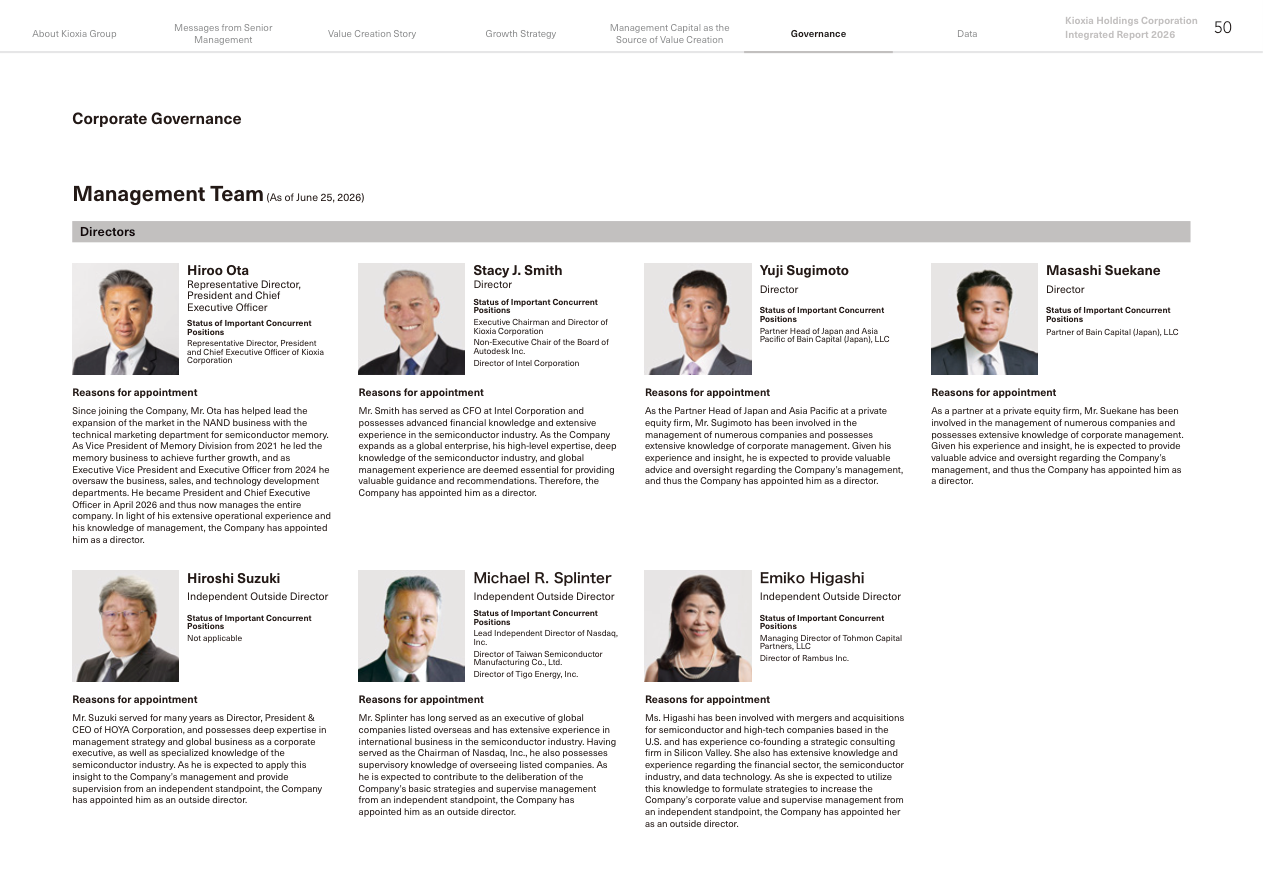 About Kioxia Group
Messages from Senior
Management
Value Creation Story
Growth Strategy
Management Capital as the
Source of Value Creation
Governance
Data
Kioxia Holdings Corporation
Integrated Report 2026
50
Corporate Governance
Management Team (As of June 25, 2026)
Directors
Hiroo Ota
Representative Director,
President and Chief
Executive Officer
Status of Important Concurrent
Positions
Representative Director, President
and Chief Executive Officer of Kioxia
Corporation
Reasons for appointment
Since joining the Company, Mr. Ota has helped lead the
expansion of the market in the NAND business with the
technical marketing department for semiconductor memory.
As Vice President of Memory Division from 2021 he led the
memory business to achieve further growth, and as
Executive Vice President and Executive Officer from 2024 he
oversaw the business, sales, and technology development
departments. He became President and Chief Executive
Officer in April 2026 and thus now manages the entire
company. In light of his extensive operational experience and
his knowledge of management, the Company has appointed
him as a director.
Stacy J. Smith
Director
Status of Important Concurrent
Positions
Executive Chairman and Director of
Kioxia Corporation
Non-Executive Chair of the Board of
Autodesk Inc.
Director of Intel Corporation
Reasons for appointment
Mr. Smith has served as CFO at Intel Corporation and
possesses advanced financial knowledge and extensive
experience in the semiconductor industry. As the Company
expands as a global enterprise, his high-level expertise, deep
knowledge of the semiconductor industry, and global
management experience are deemed essential for providing
valuable guidance and recommendations. Therefore, the
Company has appointed him as a director.
Yuji Sugimoto
Director
Status of Important Concurrent
Positions
Partner Head of Japan and Asia
Pacific of Bain Capital (Japan), LLC
Reasons for appointment
As the Partner Head of Japan and Asia Pacific at a private
equity firm, Mr. Sugimoto has been involved in the
management of numerous companies and possesses
extensive knowledge of corporate management. Given his
experience and insight, he is expected to provide valuable
advice and oversight regarding the Company's management,
and thus the Company has appointed him as a director.
Masashi Suekane
Director
Status of Important Concurrent
Positions
Partner of Bain Capital (Japan), LLC
Reasons for appointment
As a partner at a private equity firm, Mr. Suekane has been
involved in the management of numerous companies and
possesses extensive knowledge of corporate management.
Given his experience and insight, he is expected to provide
valuable advice and oversight regarding the Company's
management, and thus the Company has appointed him as
a director.
Hiroshi Suzuki
Independent Outside Director
Status of Important Concurrent
Positions
Not applicable
Reasons for appointment
Mr. Suzuki served for many years as Director, President &
CEO of HOYA Corporation, and possesses deep expertise in
management strategy and global business as a corporate
executive, as well as specialized knowledge of the
semiconductor industry. As he is expected to apply this
insight to the Company's management and provide
supervision from an independent standpoint, the Company
has appointed him as an outside director.
Michael R. Splinter
Independent Outside Director
Status of Important Concurrent
Positions
Lead Independent Director of Nasdaq,
Inc.
Director of Taiwan Semiconductor
Manufacturing Co., Ltd.
Director of Tigo Energy, Inc.
Reasons for appointment
Mr. Splinter has long served as an executive of global
companies listed overseas and has extensive experience in
international business in the semiconductor industry. Having
served as the Chairman of Nasdaq, Inc., he also possesses
supervisory knowledge of overseeing listed companies. As
he is expected to contribute to the deliberation of the
Company's basic strategies and supervise management
from an independent standpoint, the Company has
appointed him as an outside director.
Emiko Higashi
Independent Outside Director
Status of Important Concurrent
Positions
Managing Director of Tohmon Capital
Partners, LLC
Director of Rambus Inc.
Reasons for appointment
Ms. Higashi has been involved with mergers and acquisitions
for semiconductor and high-tech companies based in the
U.S. and has experience co-founding a strategic consulting
firm in Silicon Valley. She also has extensive knowledge and
experience regarding the financial sector, the semiconductor
industry, and data technology. As she is expected to utilize
this knowledge to formulate strategies to increase the
Company's corporate value and supervise management from
an independent standpoint, the Company has appointed her
as an outside director.